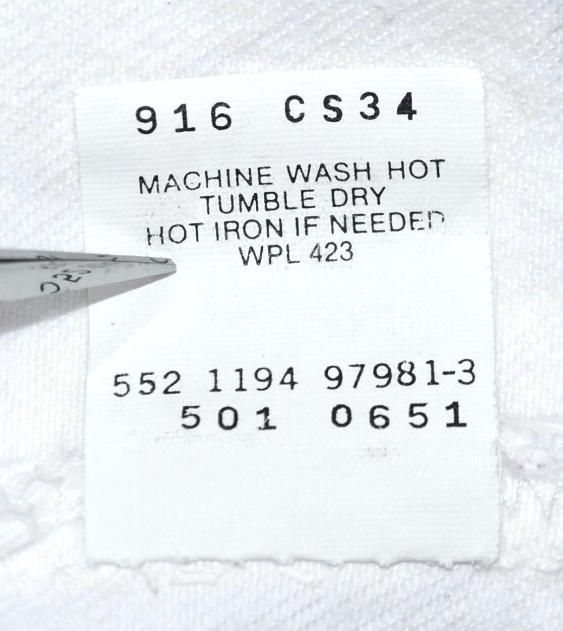 916 CS34
MACHINE WASH HOT
TUMBLE DRY
HOT IRON IF NEEDED
WPL 423
552 1194 97981-3
501 0651